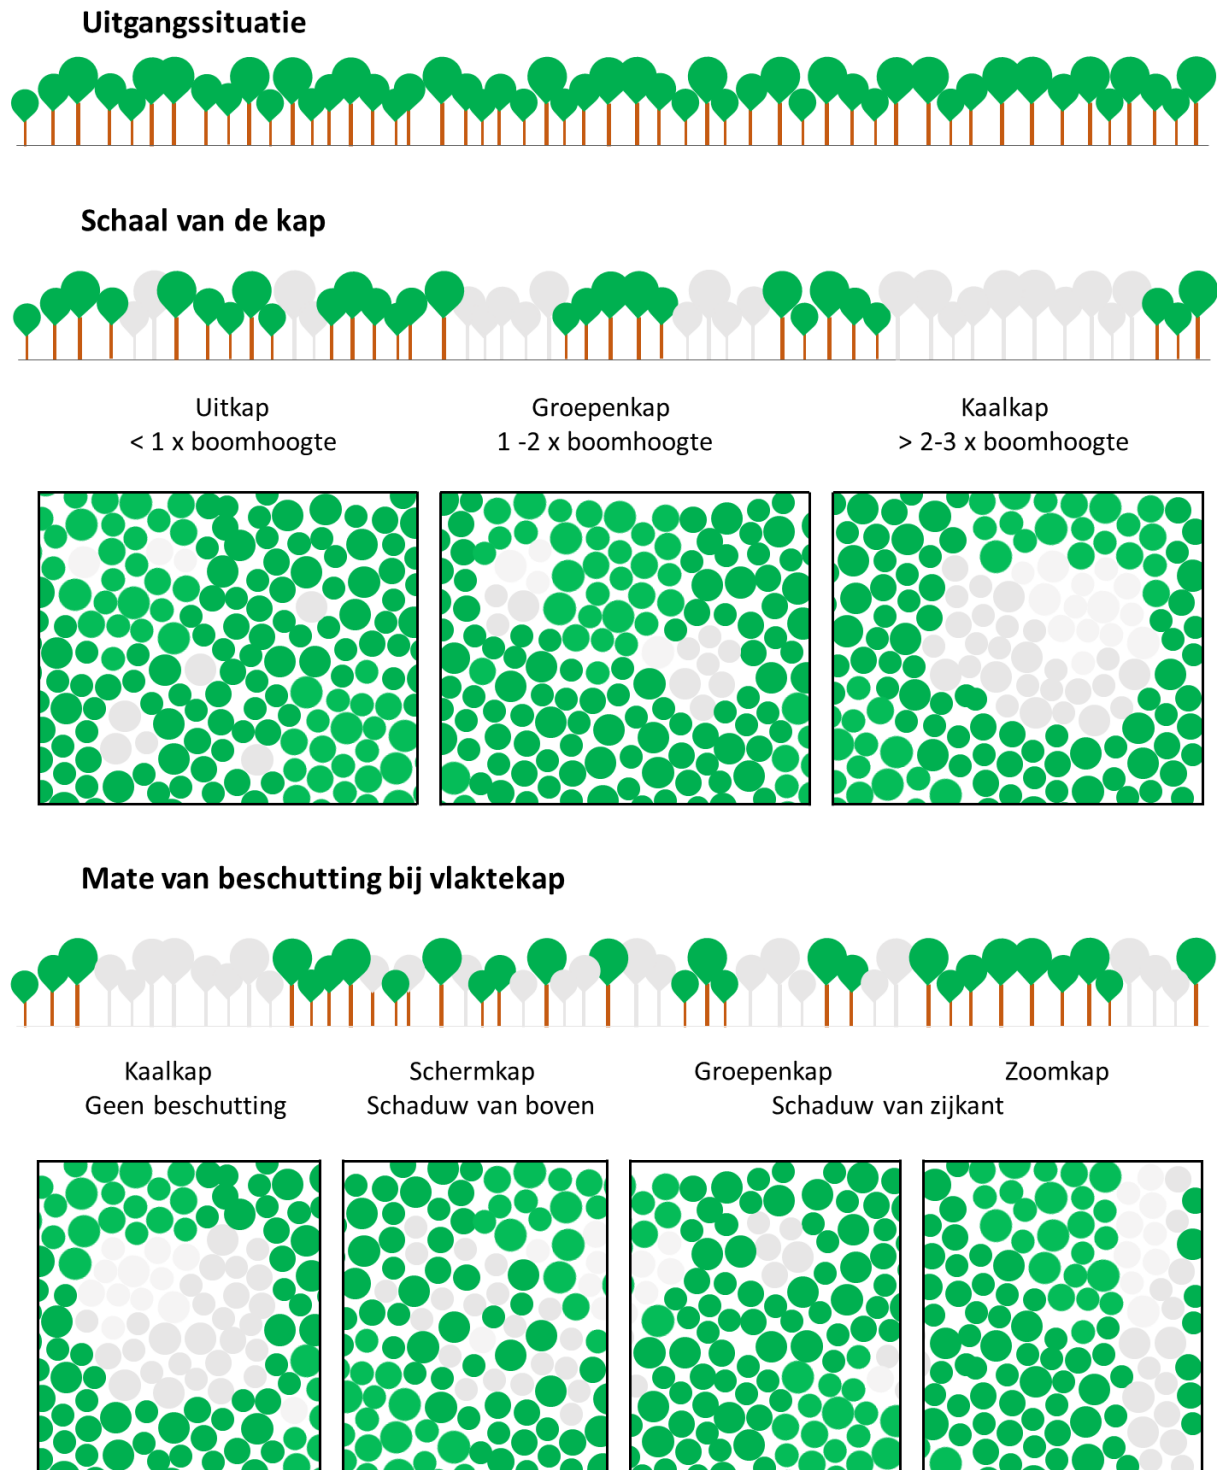 Uitgangssituatie
Schaal van de kap
Uitkap
< 1 x boomhoogte
Groepenkap
1 -2 x boomhoogte
Kaalkap
> 2-3 x boomhoogte
Mate van beschutting bij vlaktekap
Kaalkap
Geen beschutting
Schermkap
Schaduw van boven
Groepenkap
Zoomkap
Schaduw van zijkant